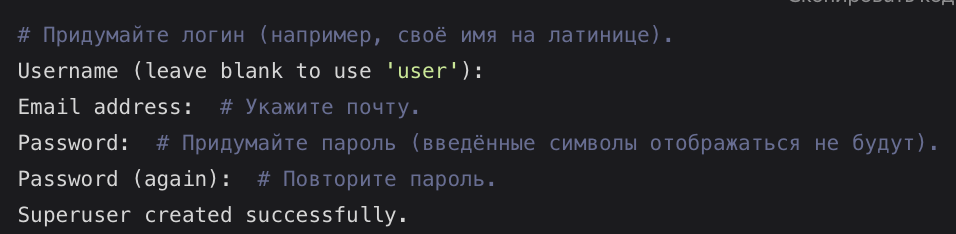 Скопировать код
# Придумайте логин (например, своё имя на латинице).
Username (leave blank to use 'user'):
Email address:  # Укажите почту.
Password:  # Придумайте пароль (введённые символы отображаться не будут).
Password (again):  # Повторите пароль.
Superuser created successfully.